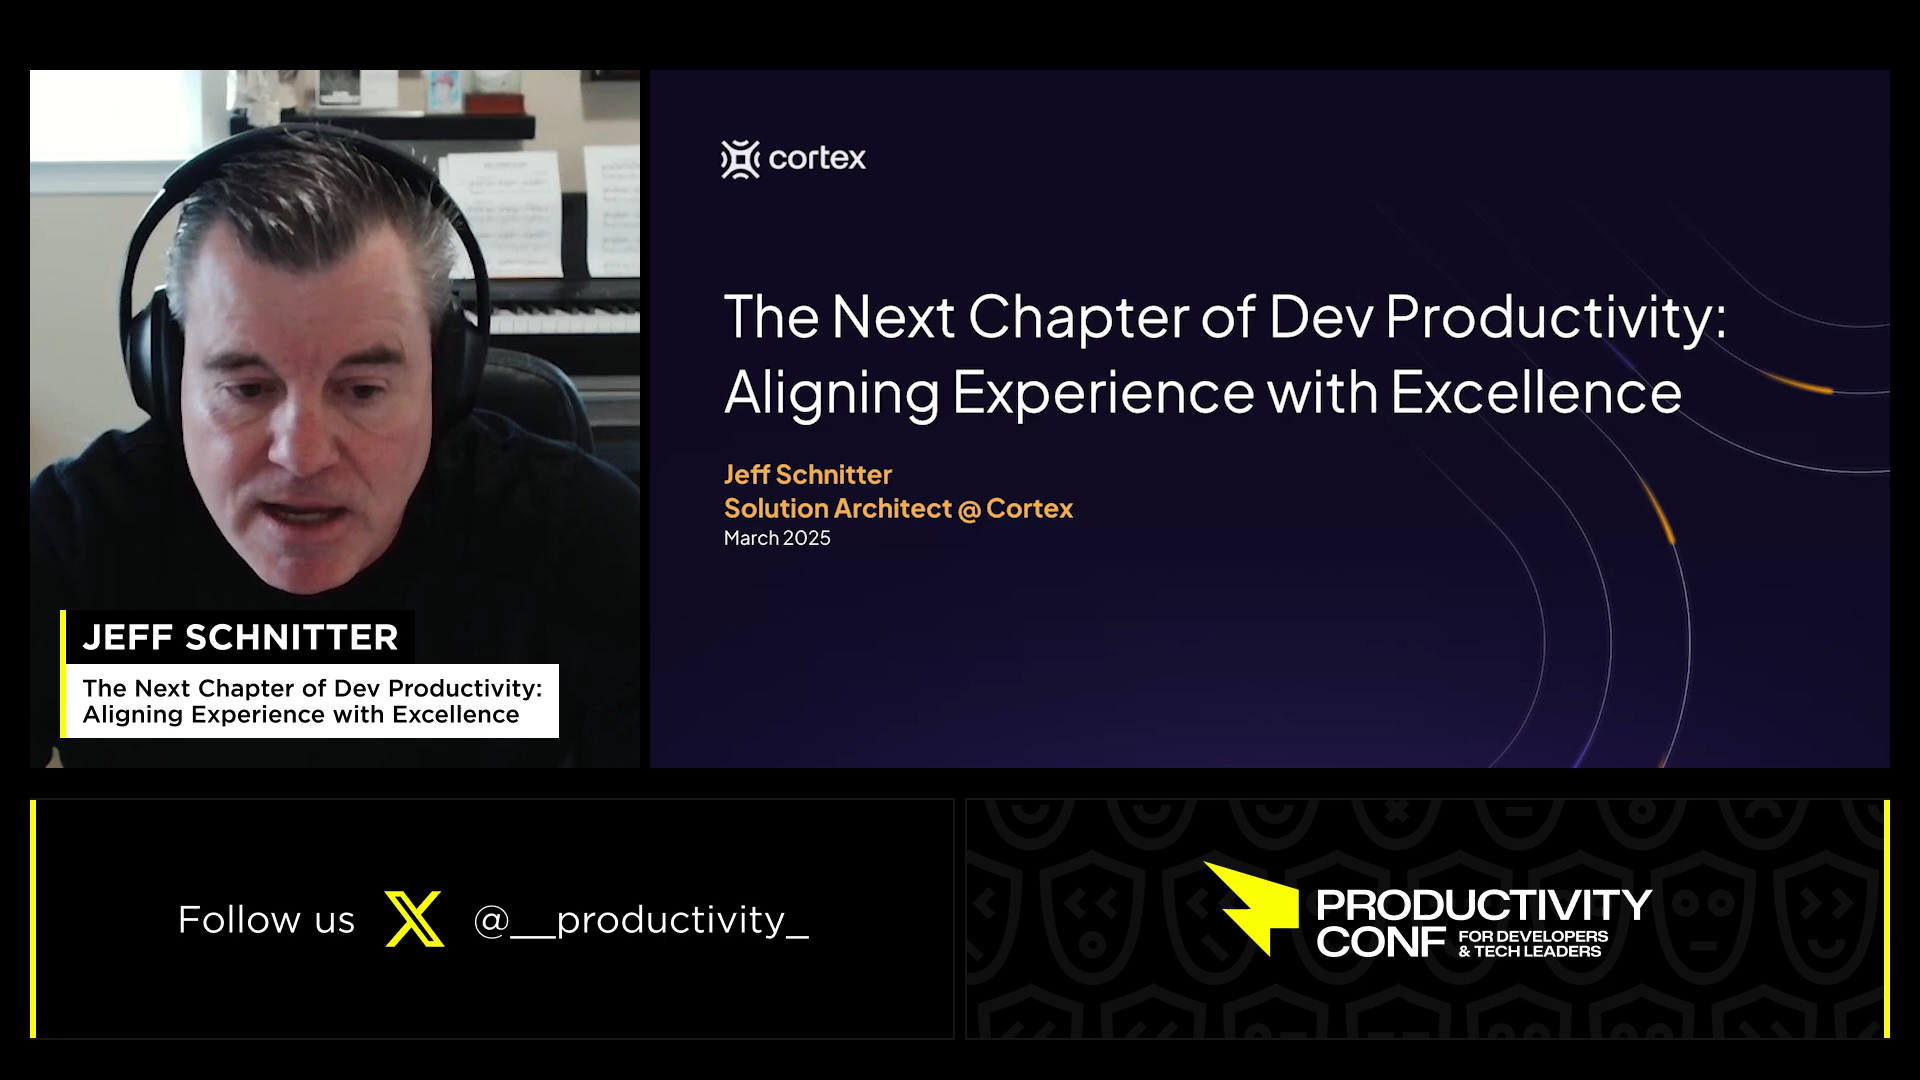 JEFF SCHNITTER
The Next Chapter of Dev Productivity:
Aligning Experience with Excellence
cortex
The Next Chapter of Dev Productivity:
Aligning Experience with Excellence
Jeff Schnitter
Solution Architect @ Cortex
March 2025
Follow us X @__productivity_
PRODUCTIVITY
CONF FOR DEVELOPERS
& TECH LEADERS